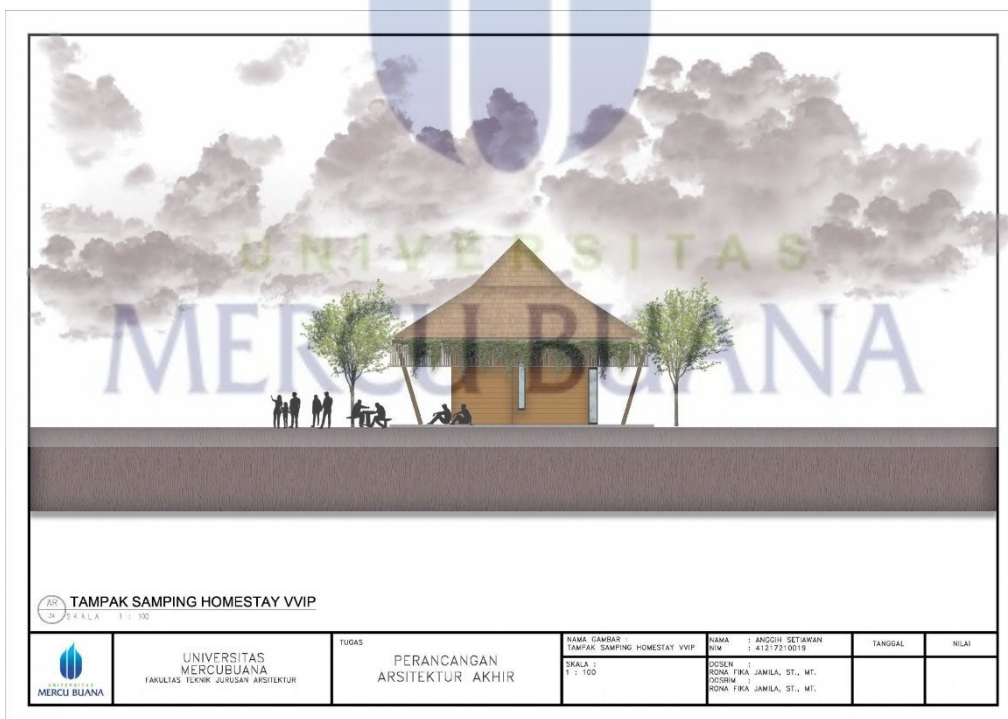 UNIVERSITAS
MERCU BUANA
AR
34
TAMPAK SAMPING HOMESTAY VVIP
SKALA 1 : 100
UNIVERSITAS
MERCU BUANA
UNIVERSITAS
MERCUBUANA
FAKULTAS TEKNIK JURUSAN ARSITEKTUR
TUGAS
PERANCANGAN
ARSITEKTUR AKHIR
NAMA GAMBAR :
TAMPAK SAMPING HOMESTAY VVIP
SKALA :
1 : 100
NAMA : ANGGIH SETIAWAN
NIM : 41217210019
DOSEN :
RONA FIKA JAMILA, ST., MT.
DOSBIM :
RONA FIKA JAMILA, ST., MT.
TANGGAL
NILAI